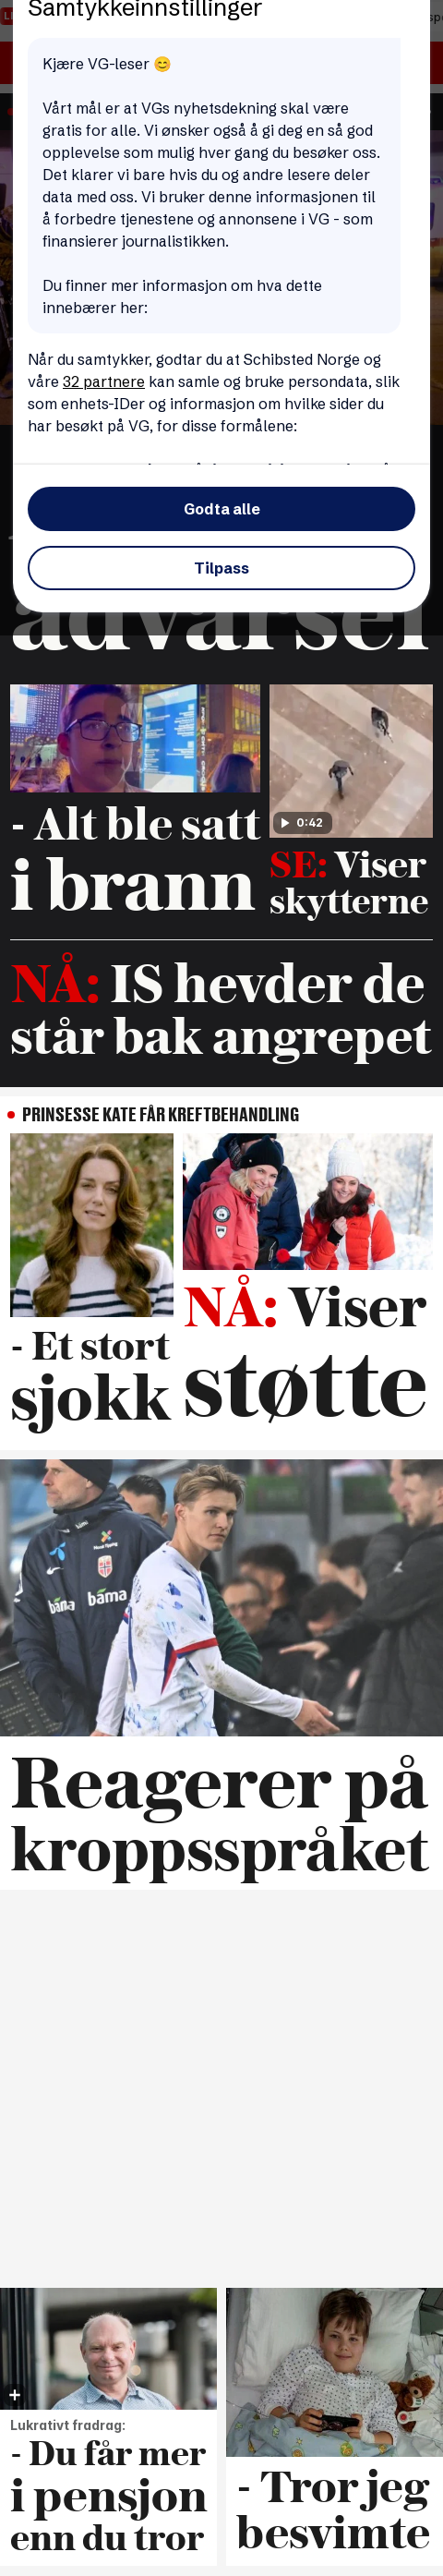 Samtykkeinnstillinger
Kjære VG-leser 😊
Vårt mål er at VGs nyhetsdekning skal være
gratis for alle. Vi ønsker også å gi deg en så god
opplevelse som mulig hver gang du besøker oss.
Det klarer vi bare hvis du og andre lesere deler
data med oss. Vi bruker denne informasjonen til
å forbedre tjenestene og annonsene i VG - som
finansierer journalistikken.
Du finner mer informasjon om hva dette
innebærer her:
Når du samtykker, godtar du at Schibsted Norge og
våre 32 partnere kan samle og bruke persondata, slik
som enhets-IDer og informasjon om hvilke sider du
har besøkt på VG, for disse formålene:
Godta alle
Tilpass
advarsel
- Alt ble satt
i brann
0:42
SE: Viser
skytterne
NÅ: IS hevder de
står bak angrepet
PRINSESSE KATE FÅR KREFTBEHANDLING
- Et stort
sjokk
NÅ: Viser
støtte
bama
bama
Reagerer på
kroppsspråket
Lukrativt fradrag:
- Du får mer
i pensjon
enn du tror
- Tror jeg
besvimte